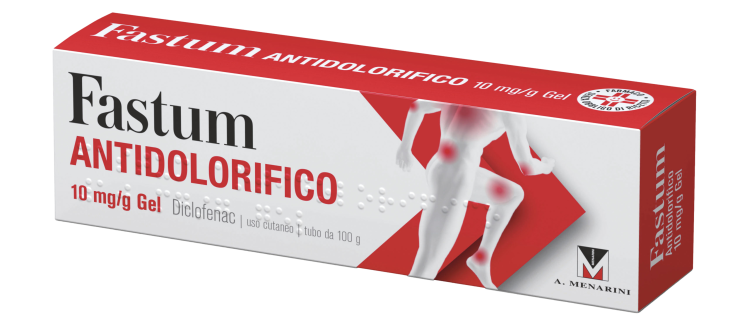 Fastum ANTIDOLORIFICO 10 mg/g Gel
Fastum
ANTIDOLORIFICO
10 mg/g Gel Diclofenac | uso cutaneo | tubo da 100 g
A. MENARINI
Fastum
Antidolorifico
10 mg/g Gel